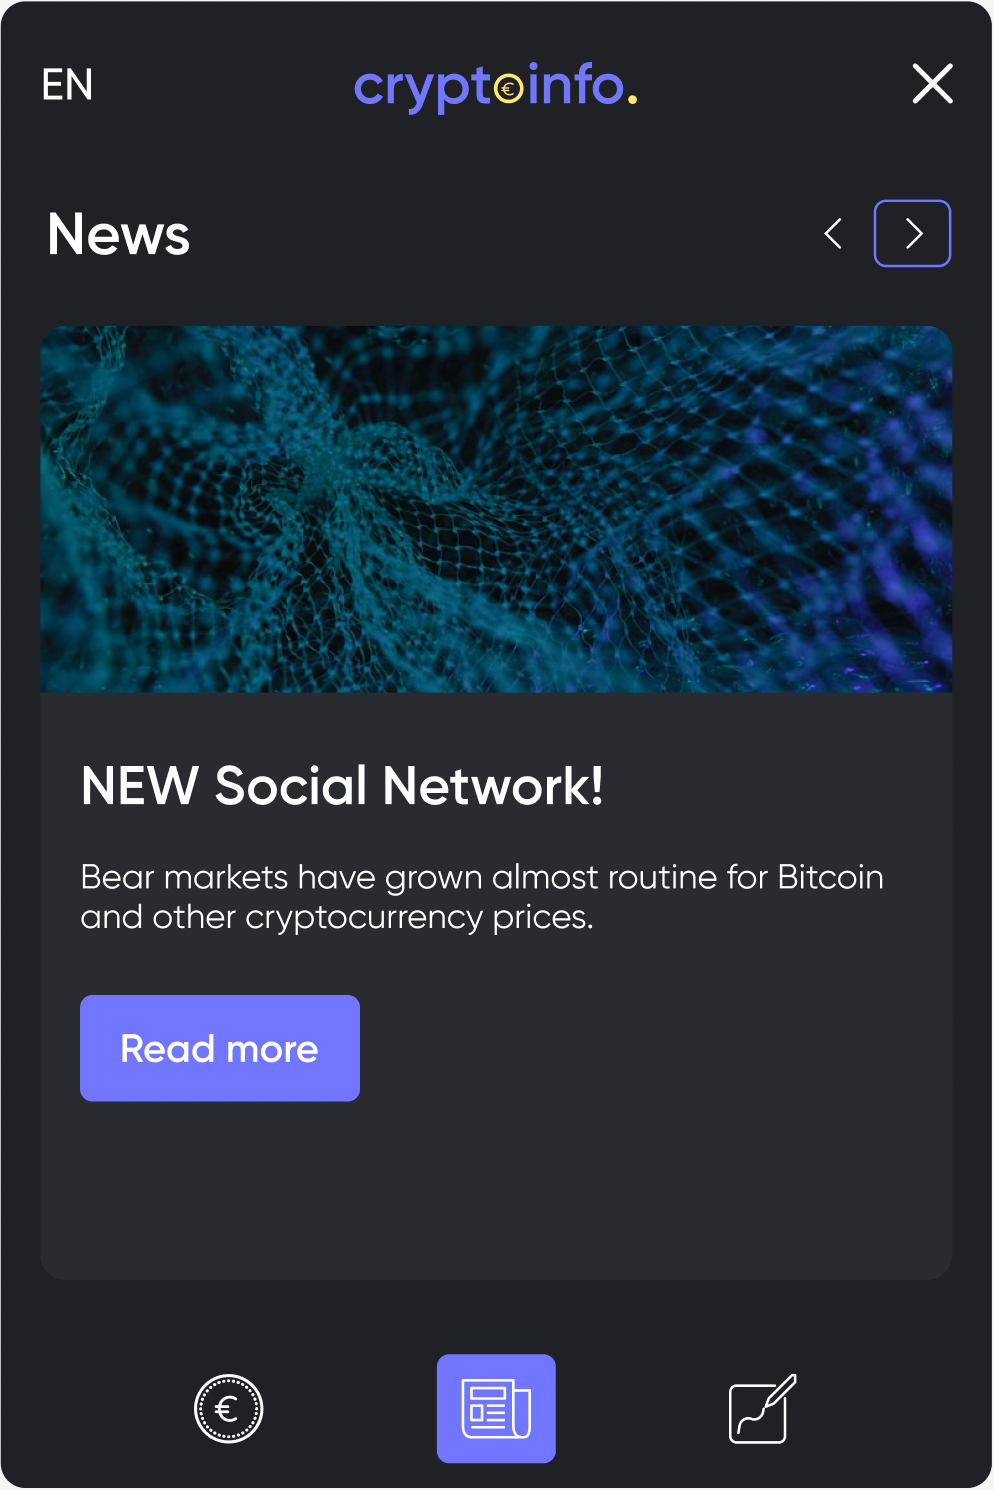 EN
cryptoinfo.
News
NEW Social Network!
Bear markets have grown almost routine for Bitcoin
and other cryptocurrency prices.
Read more
€